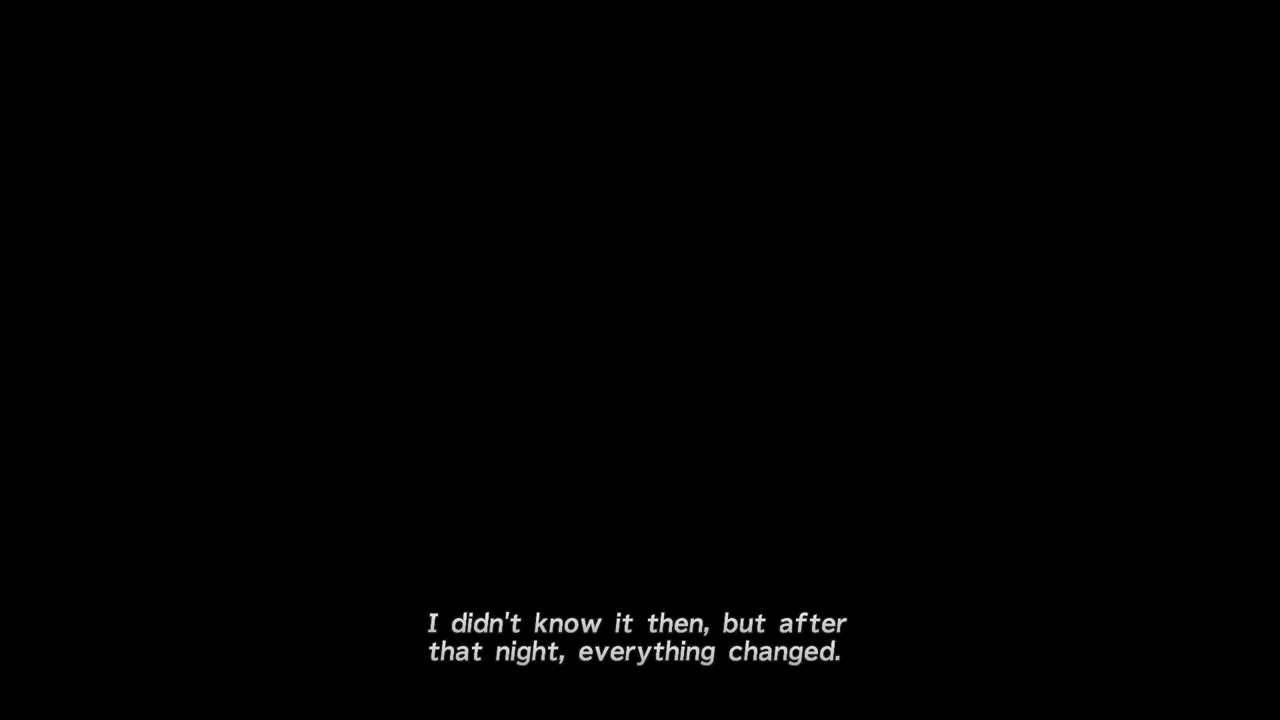 I didn't know it then, but after
that night, everything changed.